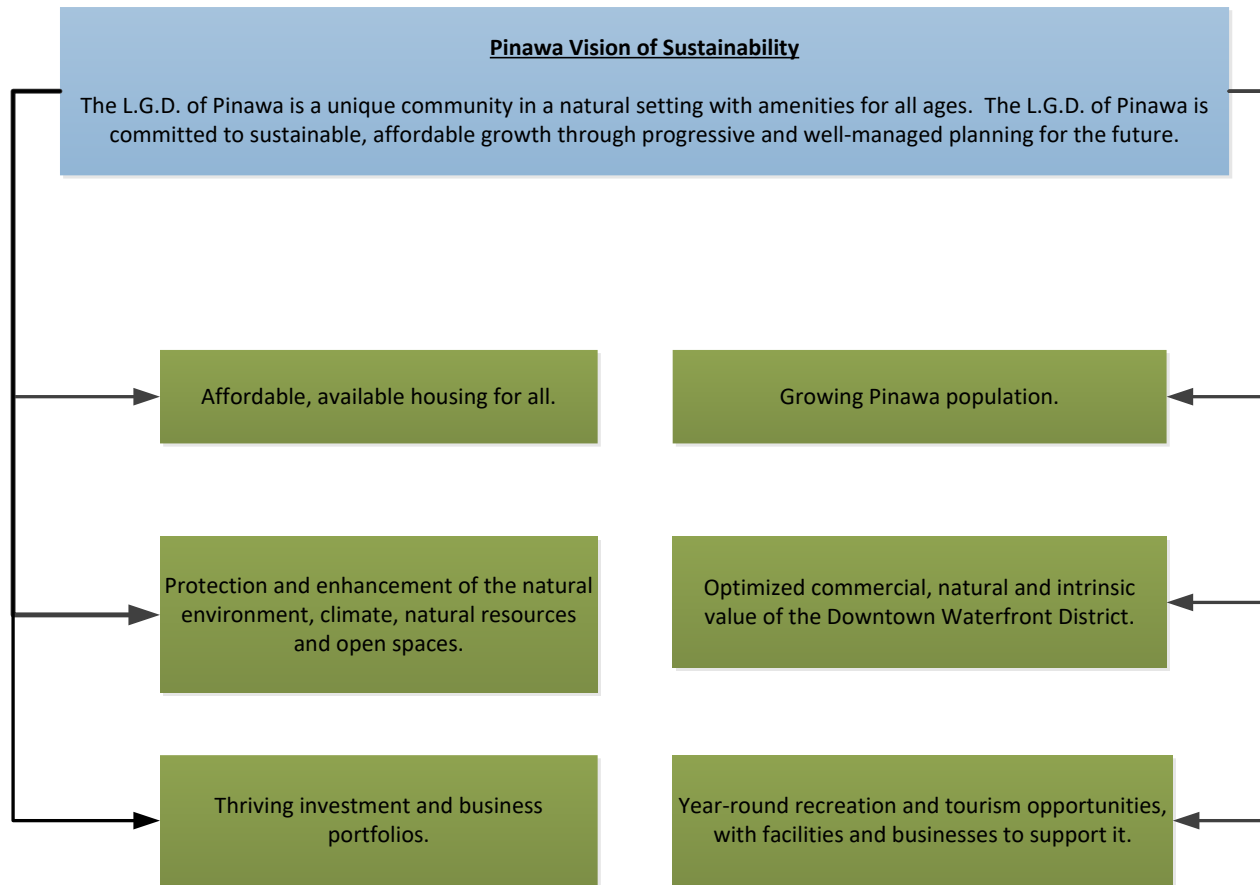 Pinawa Vision of Sustainability
The L.G.D. of Pinawa is a unique community in a natural setting with amenities for all ages.  The L.G.D. of Pinawa is
committed to sustainable, affordable growth through progressive and well-managed planning for the future.
Affordable, available housing for all.
Growing Pinawa population.
Protection and enhancement of the natural
environment, climate, natural resources
and open spaces.
Optimized commercial, natural and intrinsic
value of the Downtown Waterfront District.
Thriving investment and business
portfolios.
Year-round recreation and tourism opportunities,
with facilities and businesses to support it.